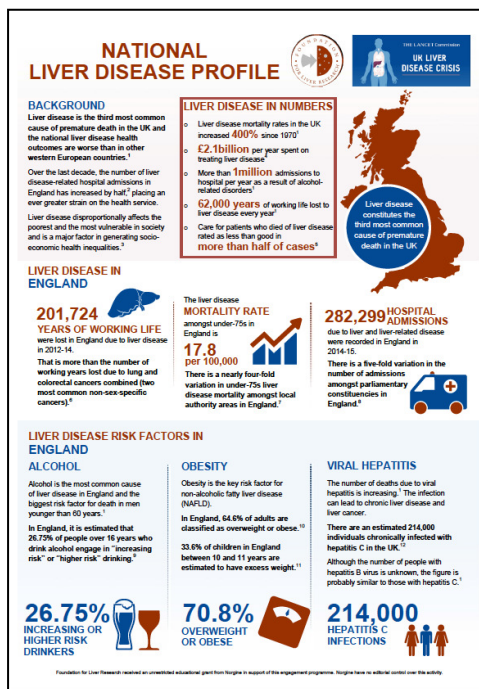 NATIONAL
LIVER DISEASE PROFILE
FOUNDATION
FOR LIVER RESEARCH
THE LANCET Commission
UK LIVER
DISEASE CRISIS
BACKGROUND
Liver disease is the third most common
cause of premature death in the UK and
the national liver disease health
outcomes are worse than in other
western European countries.¹
Over the last decade, the number of liver
disease-related hospital admissions in
England has increased by half,² placing an
ever greater strain on the health service.
Liver disease disproportionally affects the
poorest and the most vulnerable in society
and is a major factor in generating socio-
economic health inequalities.³
LIVER DISEASE IN NUMBERS
o Liver disease mortality rates in the UK
increased 400% since 1970¹
o £2.1billion per year spent on
treating liver disease⁴
o More than 1million admissions to
hospital per year as a result of alcohol-
related disorders¹
o 62,000 years of working life lost to
liver disease every year¹
o Care for patients who died of liver disease
rated as less than good in
more than half of cases⁵
Liver disease
constitutes the
third most common
cause of premature
death in the UK
LIVER DISEASE IN
ENGLAND
201,724
YEARS OF WORKING LIFE
were lost in England due to liver disease
in 2012-14.
That is more than the number of
working years lost due to lung and
colorectal cancers combined (two
most common non-sex-specific
cancers).⁶
The liver disease
MORTALITY RATE
amongst under-75s in
England is
17.8
per 100,000
There is a nearly four-fold
variation in under-75s liver
disease mortality amongst local
authority areas in England.⁷
282,299 HOSPITAL
ADMISSIONS
due to liver and liver-related disease
were recorded in England in
2014-15.
There is a five-fold variation in the
number of admissions
amongst parliamentary
constituencies in
England.⁸
LIVER DISEASE RISK FACTORS IN
ENGLAND
ALCOHOL
Alcohol is the most common cause
of liver disease in England and the
biggest risk factor for death in men
younger than 60 years.¹
In England, it is estimated that
26.75% of people over 16 years who
drink alcohol engage in "increasing
risk" or "higher risk" drinking.⁹
26.75%
INCREASING OR
HIGHER RISK
DRINKERS
OBESITY
Obesity is the key risk factor for
non-alcoholic fatty liver disease
(NAFLD).
In England, 64.6% of adults are
classified as overweight or obese.¹⁰
33.6% of children in England
between 10 and 11 years are
estimated to have excess weight.¹¹
70.8%
OVERWEIGHT
OR OBESE
VIRAL HEPATITIS
The number of deaths due to viral
hepatitis is increasing.¹ The infection
can lead to chronic liver disease and
liver cancer.
There are an estimated 214,000
individuals chronically infected with
hepatitis C in the UK.¹²
Although the number of people with
hepatitis B virus is unknown, the figure is
probably similar to those with hepatitis C.¹
214,000
HEPATITIS C
INFECTIONS
Foundation for Liver Research received an unrestricted educational grant from Norgine in support of this engagement programme. Norgine have no editorial control over this activity.